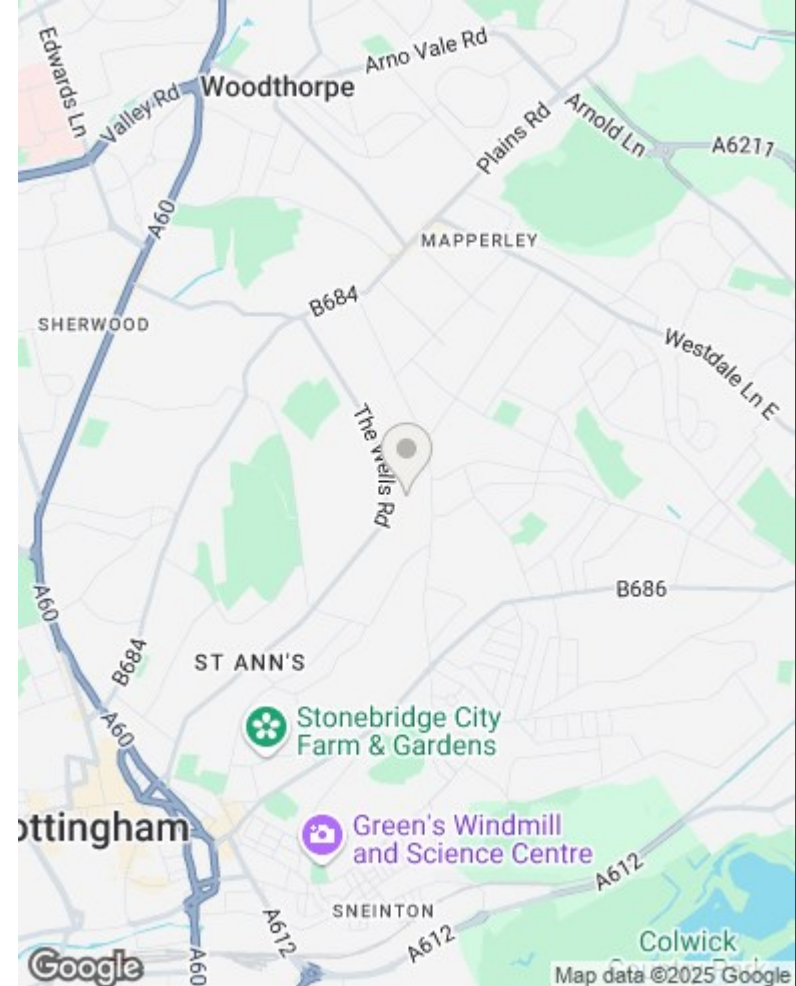 Edwards Ln
Valley Rd
Woodthorpe
Arno Vale Rd
Plains Rd
Arnold Ln
A6211
A60
MAPPERLEY
B684
SHERWOOD
Westdale Ln E
The Wells Rd
A60
B686
B684
ST ANN'S
A60
Stonebridge City
Farm & Gardens
ottingham
Green's Windmill
and Science Centre
A612
SNEINTON
A612
A612
A60
Colwick
Country Park
Google
Map data ©2025 Google